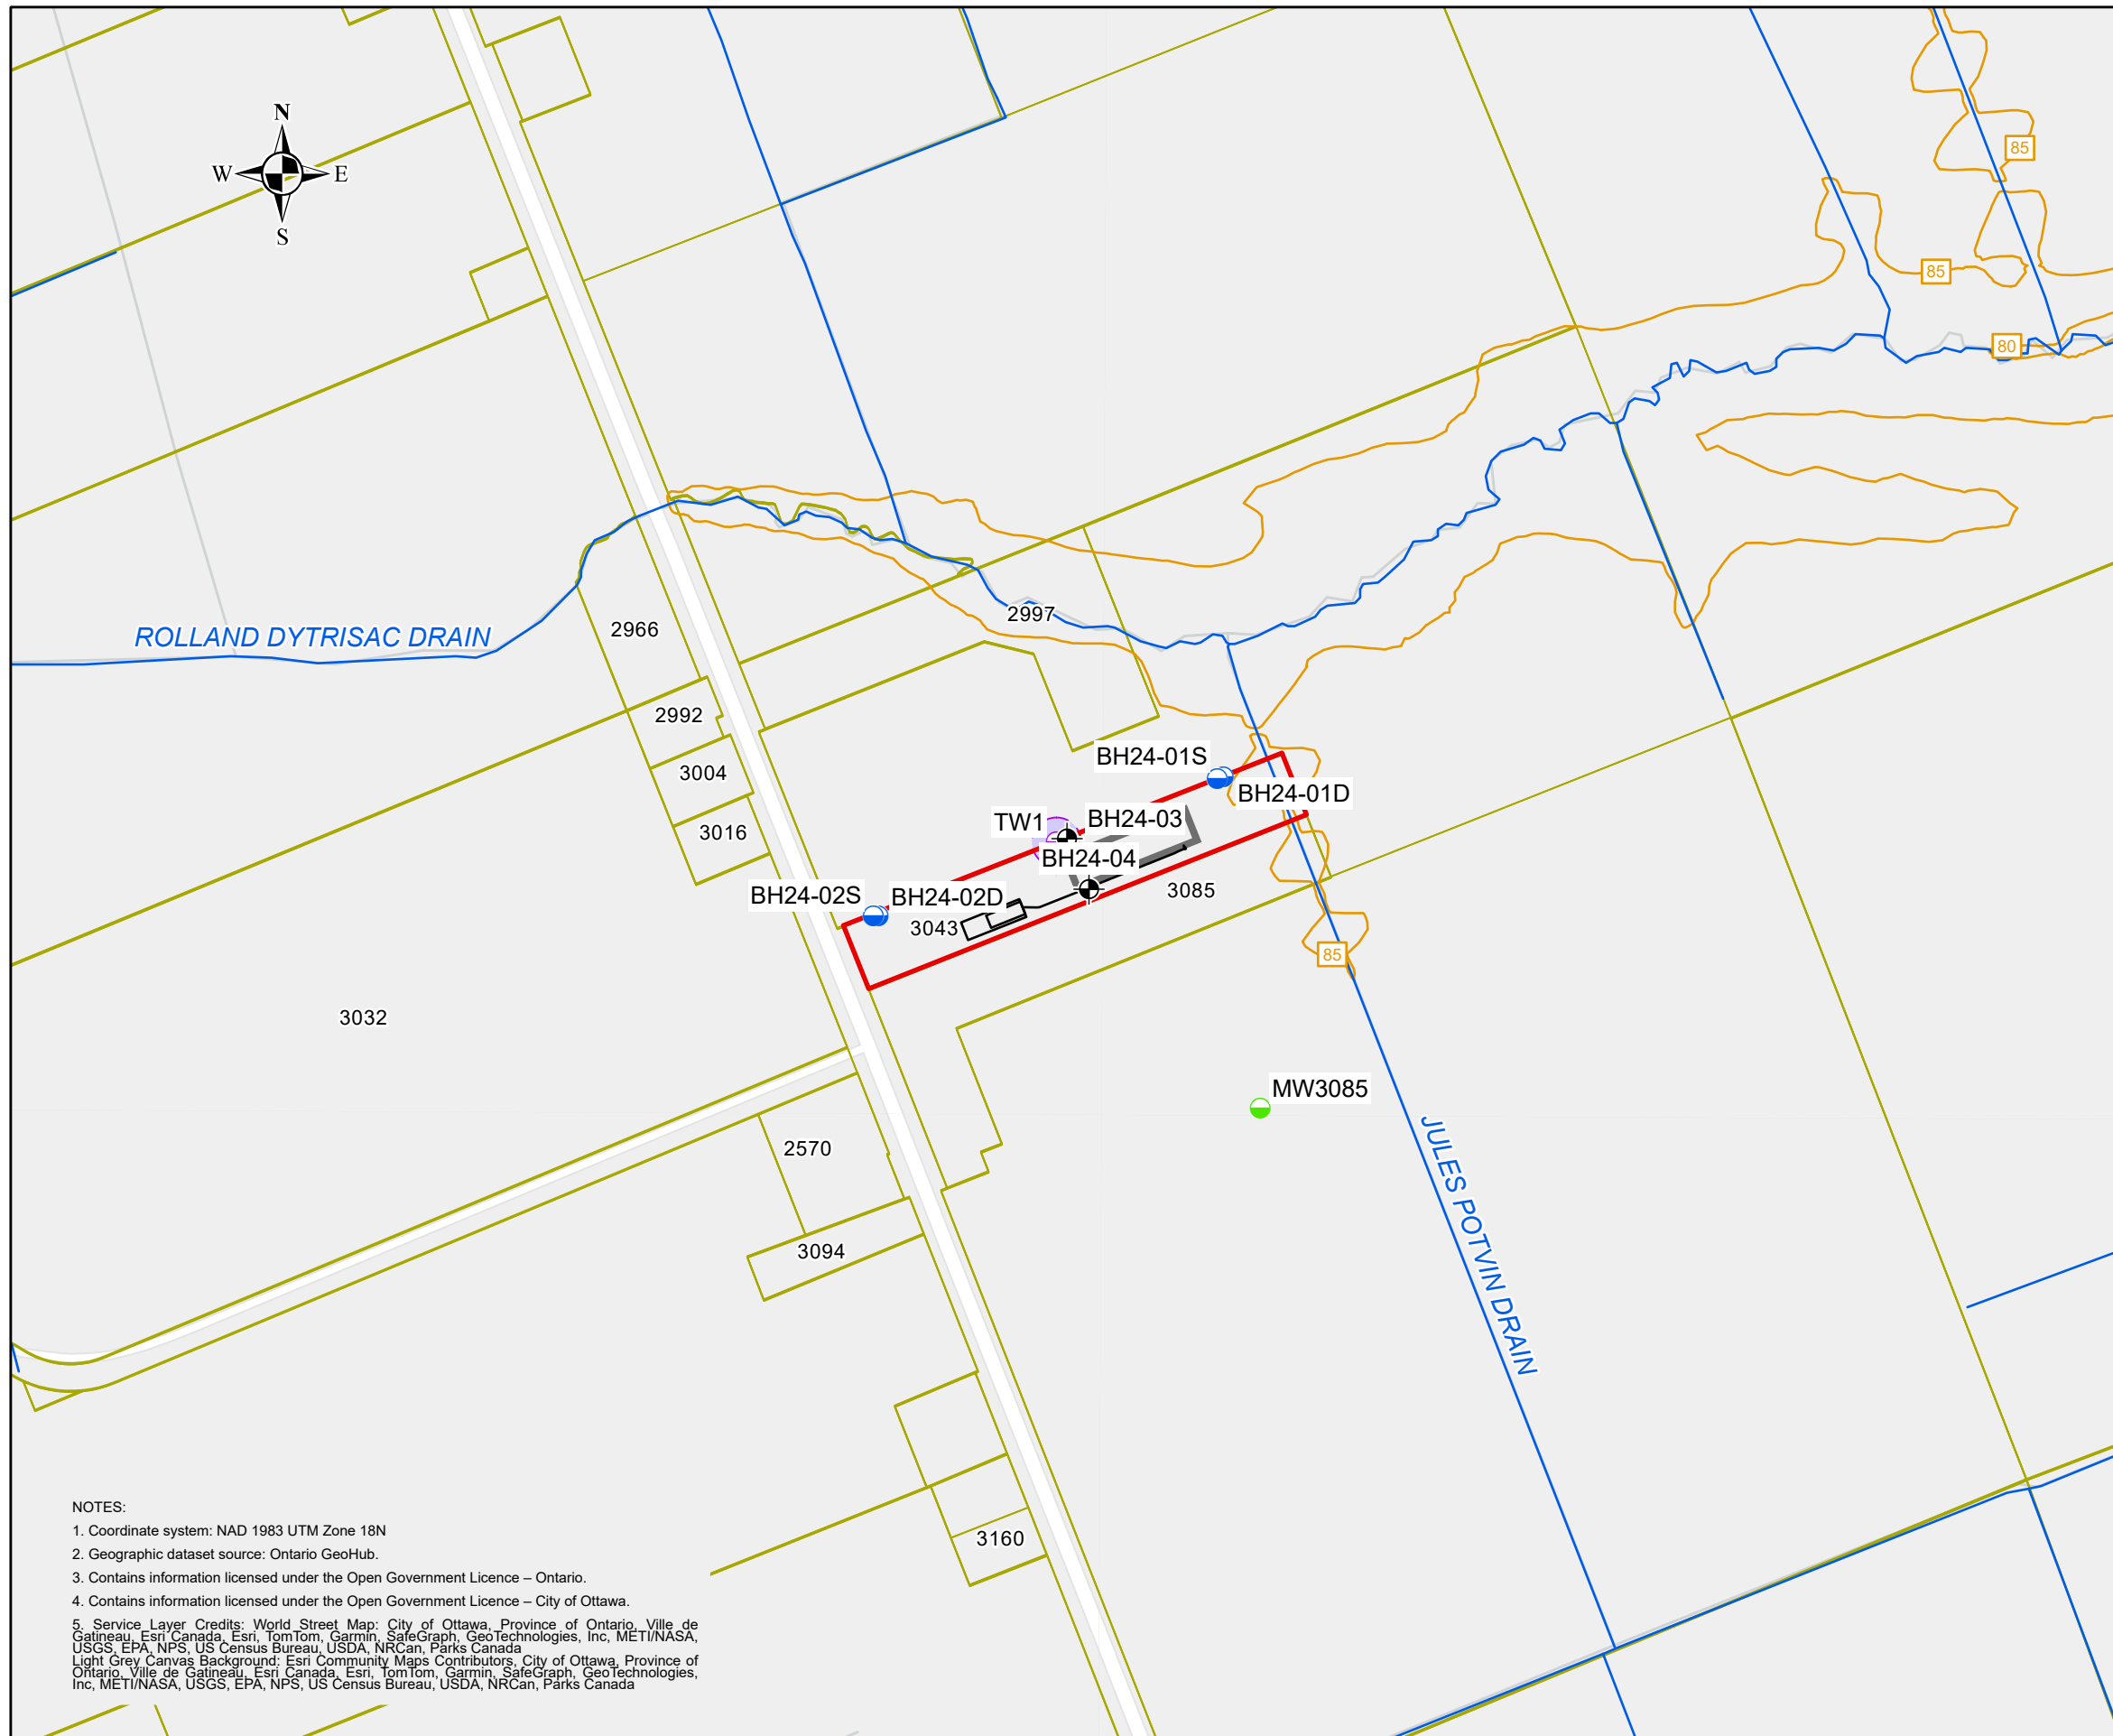 N
W E
S
85
85
80
2997
2966
ROLLAND DYTRISAC DRAIN
2992
BH24-01S
3004
BH24-01D
TW1
BH24-03
3016
BH24-04
3085
BH24-02S
BH24-02D
3043
85
3032
MW3085
2570
JULES POTVIN DRAIN
3094
3160
NOTES:
1. Coordinate system: NAD 1983 UTM Zone 18N
2. Geographic dataset source: Ontario GeoHub.
3. Contains information licensed under the Open Government Licence – Ontario.
4. Contains information licensed under the Open Government Licence – City of Ottawa.
5. Service Layer Credits: World Street Map: City of Ottawa, Province of Ontario, Ville de
Gatineau, Esri Canada, Esri, TomTom, Garmin, SafeGraph, GeoTechnologies, Inc, METI/NASA,
USGS, EPA, NPS, US Census Bureau, USDA, NRCan, Parks Canada
Light Grey Canvas Background: Esri Community Maps Contributors, City of Ottawa, Province of
Ontario, Ville de Gatineau, Esri Canada, Esri, TomTom, Garmin, SafeGraph, GeoTechnologies,
Inc, METI/NASA, USGS, EPA, NPS, US Census Bureau, USDA, NRCan, Parks Canada